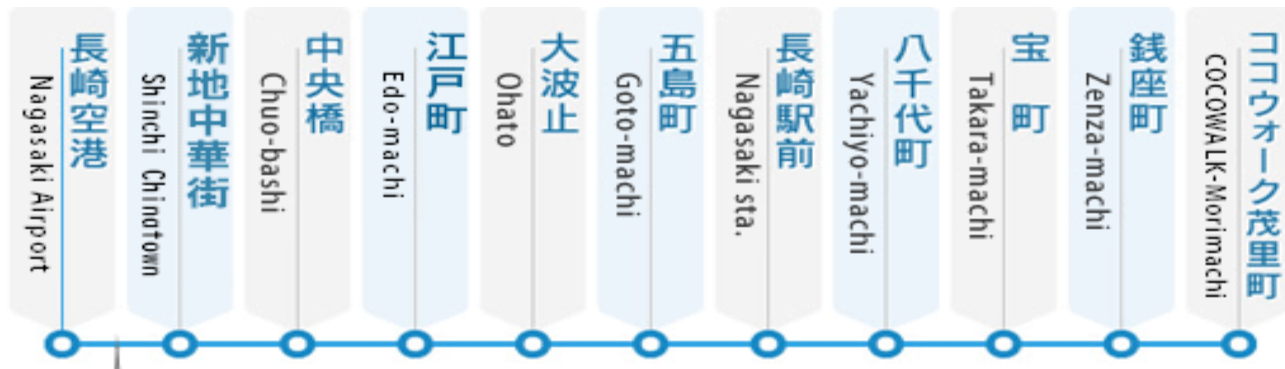 長崎空港
Nagasaki Airport
新地中華街
Shinchi Chinatown
中央橋
Chuo-bashi
江戸町
Edo-machi
大波止
Ohato
五島町
Goto-machi
長崎駅前
Nagasaki sta.
八千代町
Yachiyo-machi
宝町
Takara-machi
銭座町
Zenza-machi
ココウォーク茂里町
COCOWALK-Morimachi